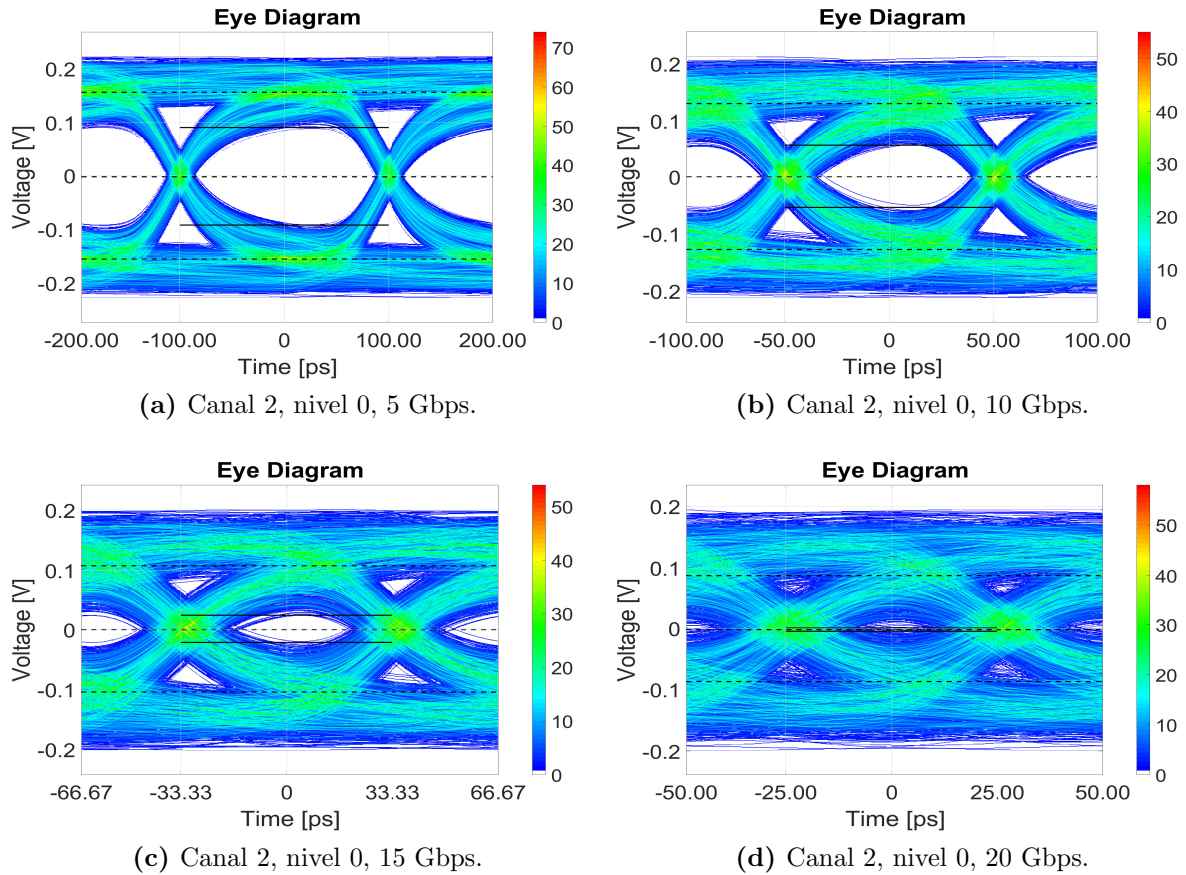 Eye Diagram
0.2
0.1
0
-0.1
-0.2
Voltage [V]
-200.00 -100.00 0 100.00 200.00
Time [ps]
70
60
50
40
30
20
10
0
(a) Canal 2, nivel 0, 5 Gbps.
Eye Diagram
0.2
0.1
0
-0.1
-0.2
Voltage [V]
-100.00 -50.00 0 50.00 100.00
Time [ps]
50
40
30
20
10
0
(b) Canal 2, nivel 0, 10 Gbps.
Eye Diagram
0.2
0.1
0
-0.1
-0.2
Voltage [V]
-66.67 -33.33 0 33.33 66.67
Time [ps]
50
40
30
20
10
0
(c) Canal 2, nivel 0, 15 Gbps.
Eye Diagram
0.2
0.1
0
-0.1
-0.2
Voltage [V]
-50.00 -25.00 0 25.00 50.00
Time [ps]
50
40
30
20
10
0
(d) Canal 2, nivel 0, 20 Gbps.